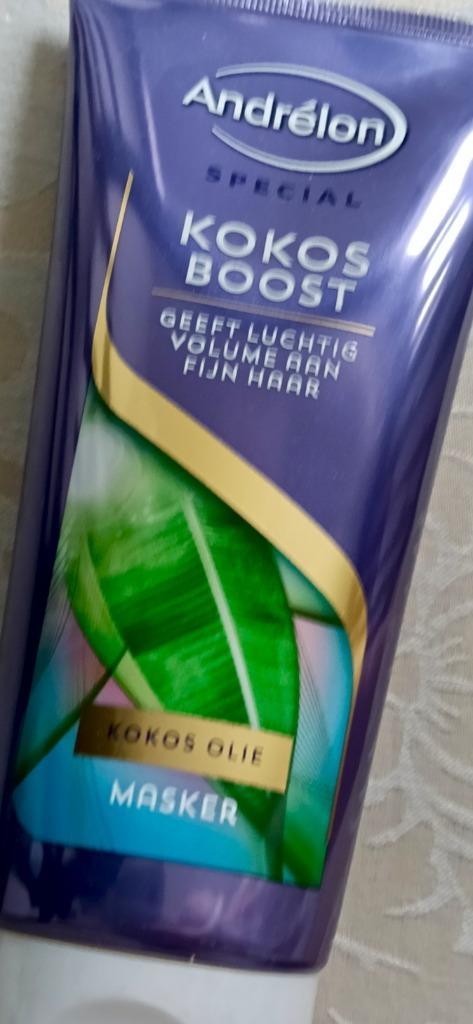 Andrélon
SPECIAL
KOKOS
BOOST
GEEFT LUCHTIG
VOLUME AAN
FIJN HAAR
KOKOS OLIE
MASKER